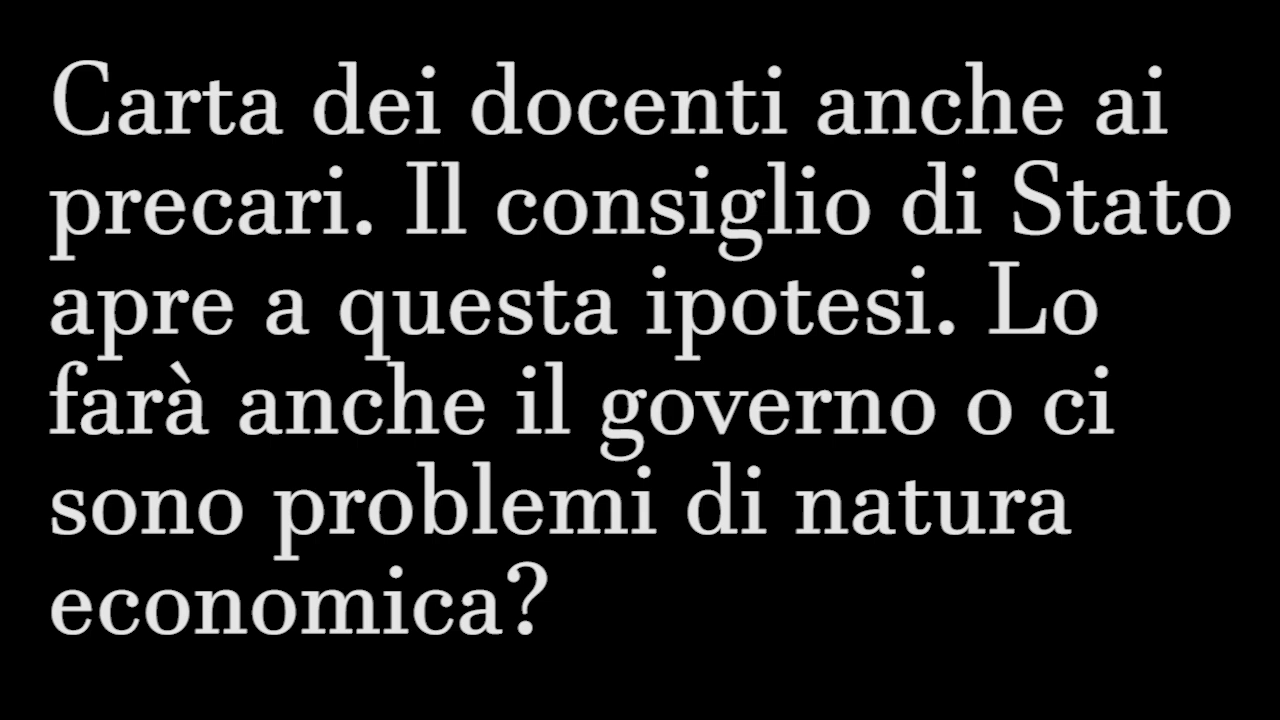 Carta dei docenti anche ai
precari. Il consiglio di Stato
apre a questa ipotesi. Lo
farà anche il governo o ci
sono problemi di natura
economica?